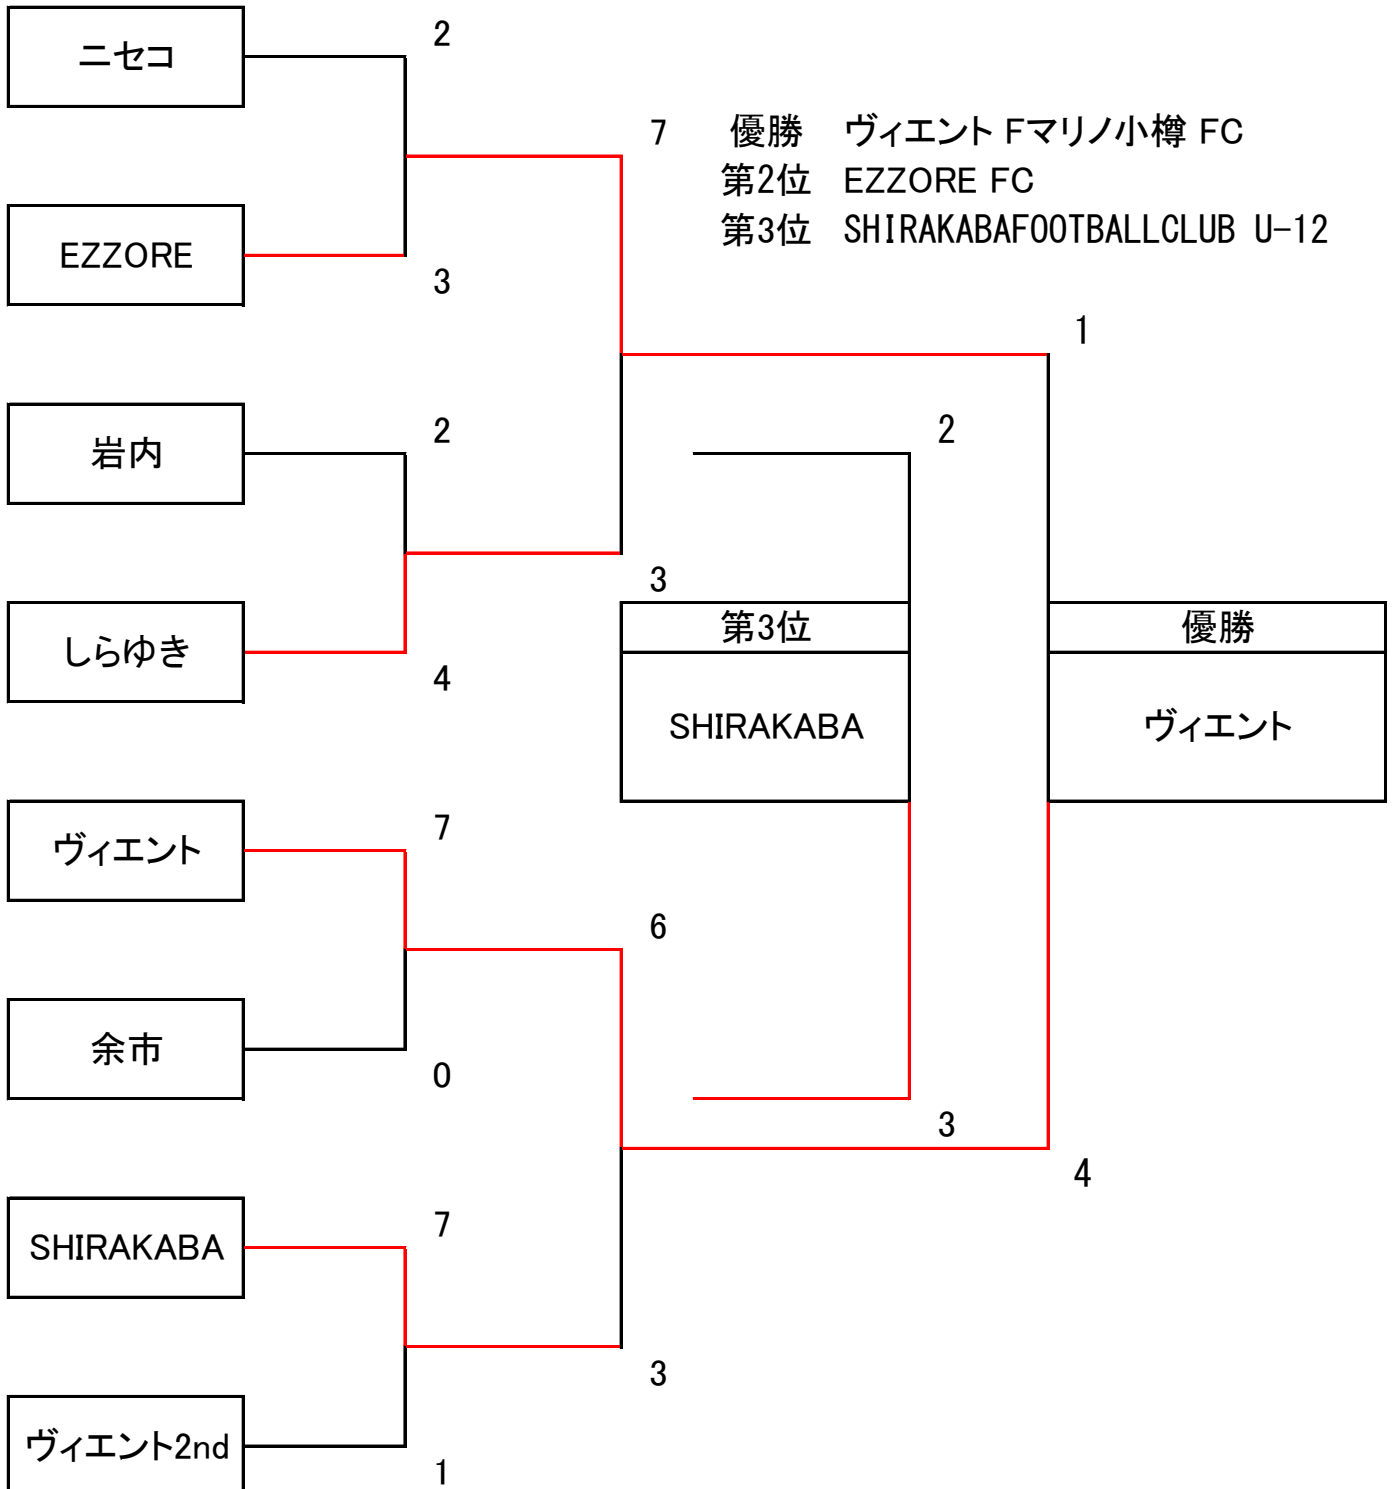 ニセコ
2
7 優勝 ヴィエント Fマリノ小樽 FC
第2位 EZZORE FC
第3位 SHIRAKABAFOOTBALLCLUB U-12
EZZORE
3
1
岩内
2
2
3
第3位
優勝
しらゆき
4
SHIRAKABA
ヴィエント
ヴィエント
7
6
余市
0
3
4
SHIRAKABA
7
3
ヴィエント2nd
1